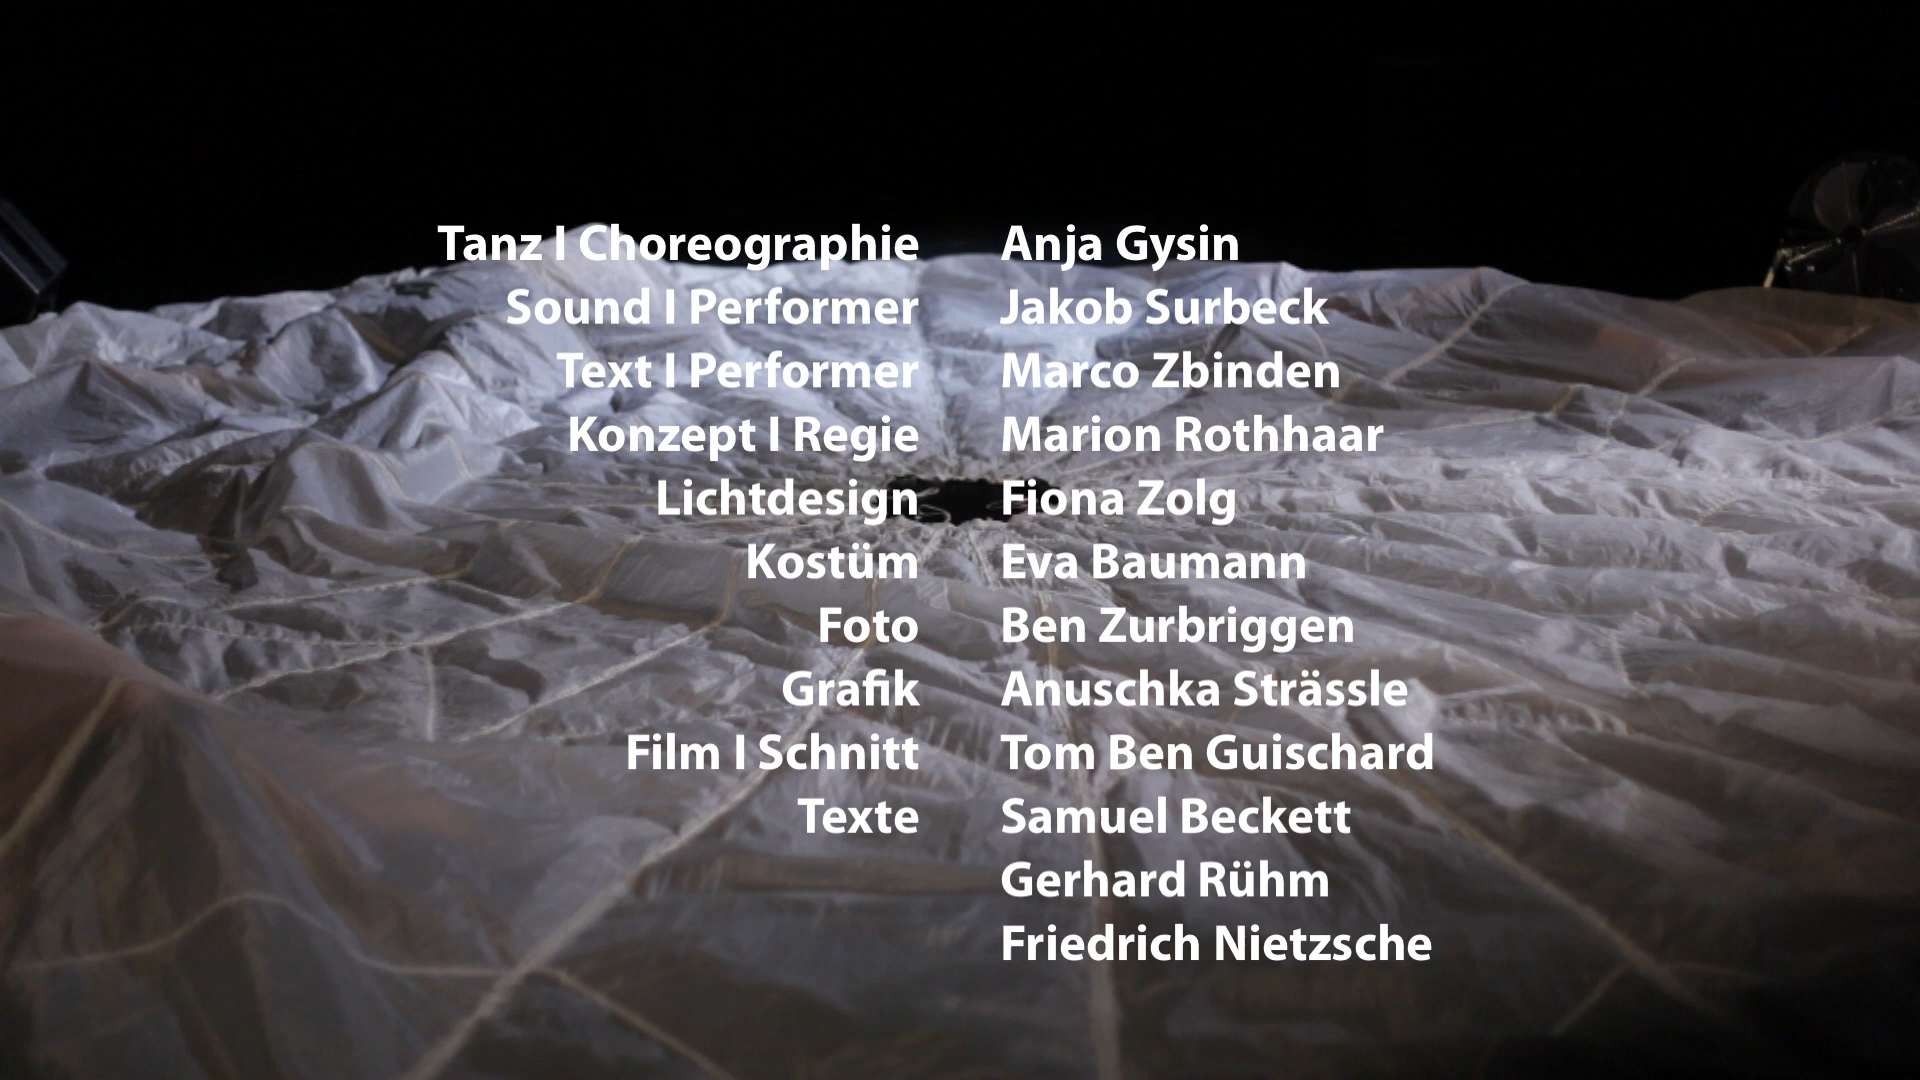 Tanz I Choreographie Anja Gysin
Sound I Performer Jakob Surbeck
Text I Performer Marco Zbinden
Konzept I Regie Marion Rothhaar
Lichtdesign Fiona Zolg
Kostüm Eva Baumann
Foto Ben Zurbriggen
Grafik Anuschka Strässle
Film I Schnitt Tom Ben Guischard
Texte Samuel Beckett
Gerhard Rühm
Friedrich Nietzsche